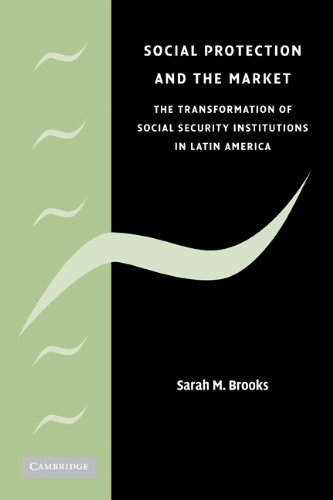 SOCIAL PROTECTION
AND THE MARKET
THE TRANSFORMATION OF
SOCIAL SECURITY INSTITUTIONS
IN LATIN AMERICA
Sarah M. Brooks
CAMBRIDGE